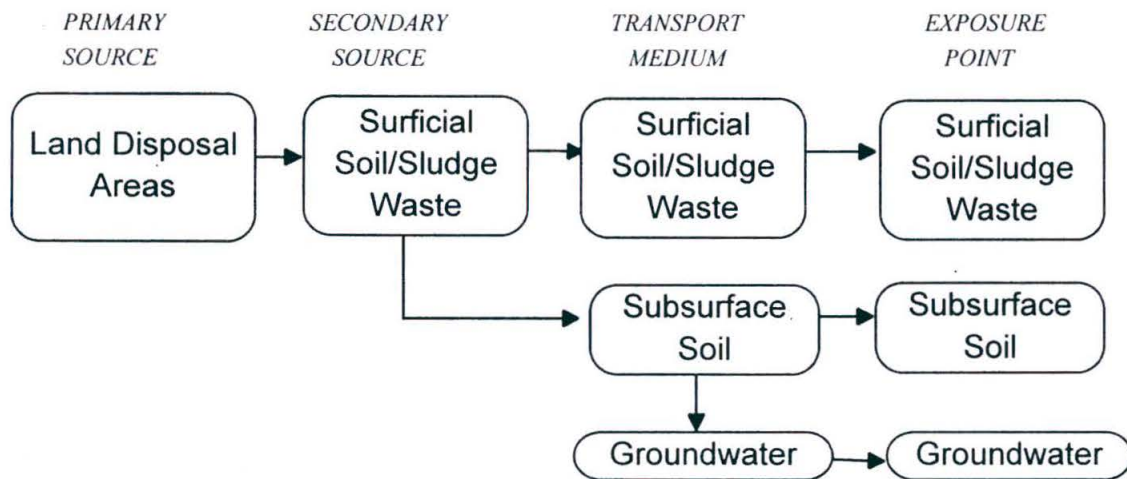 PRIMARY
SOURCE
SECONDARY
SOURCE
TRANSPORT
MEDIUM
EXPOSURE
POINT
Land Disposal
Areas
Surficial
Soil/Sludge
Waste
Surficial
Soil/Sludge
Waste
Surficial
Soil/Sludge
Waste
Subsurface
Soil
Subsurface
Soil
Groundwater
Groundwater